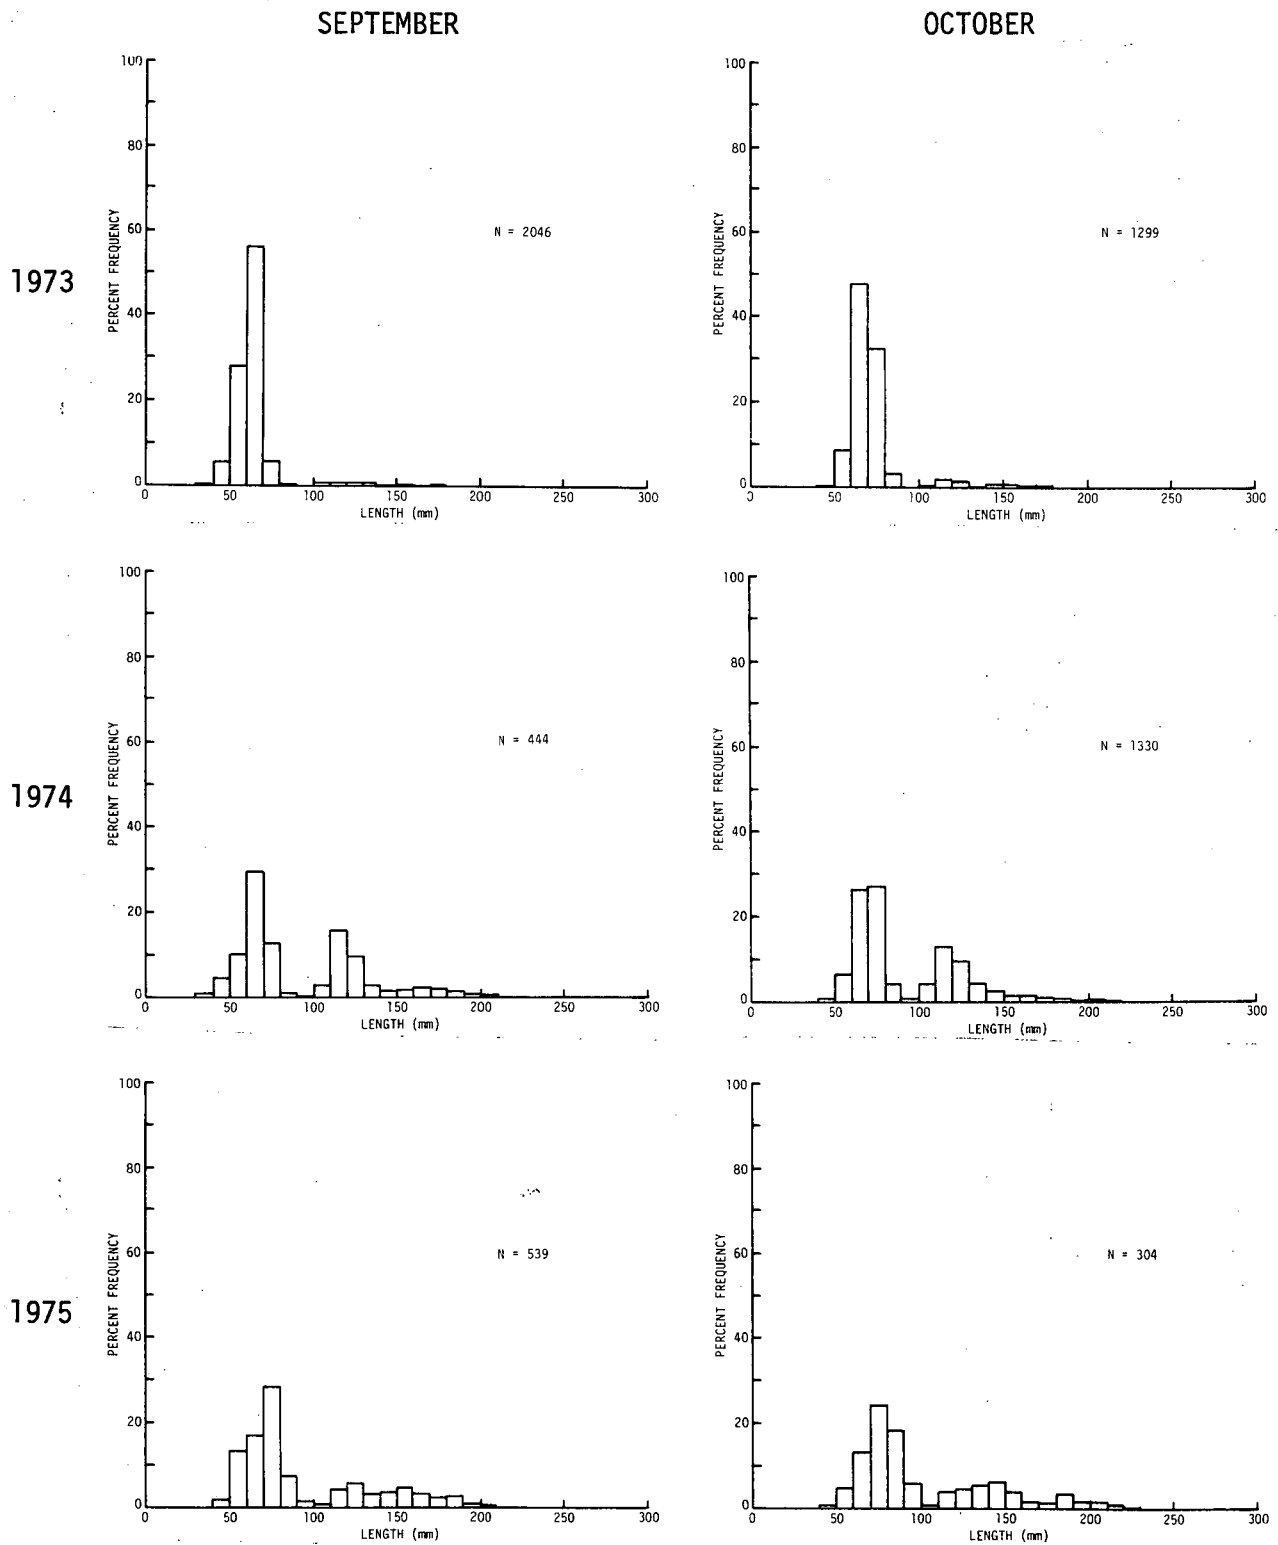 SEPTEMBER
OCTOBER
1973
PERCENT FREQUENCY
100
80
60
40
20
0
N = 2046
0 50 100 150 200 250 300
LENGTH (mm)
PERCENT FREQUENCY
100
80
60
40
20
0
N = 1299
0 50 100 150 200 250 300
LENGTH (mm)
1974
PERCENT FREQUENCY
100
80
60
40
20
0
N = 444
0 50 100 150 200 250 300
LENGTH (mm)
PERCENT FREQUENCY
100
80
60
40
20
0
N = 1330
0 50 100 150 200 250 300
LENGTH (mm)
1975
PERCENT FREQUENCY
100
80
60
40
20
0
N = 539
0 50 100 150 200 250 300
LENGTH (mm)
PERCENT FREQUENCY
100
80
60
40
20
0
N = 304
0 50 100 150 200 250 300
LENGTH (mm)